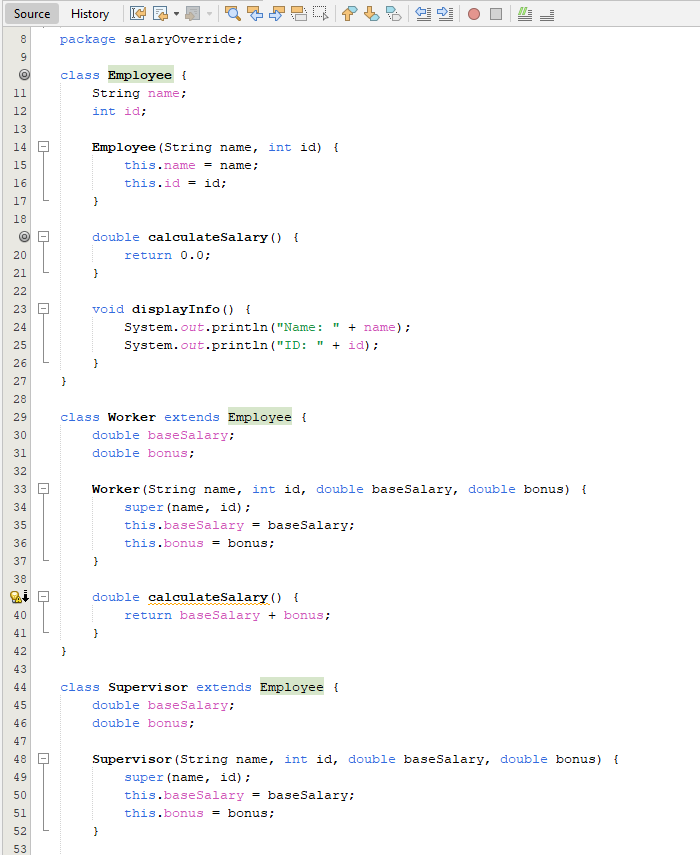 Source History
8 package salaryOverride;
9
class Employee {
11 String name;
12 int id;
13
14 Employee(String name, int id) {
15 this.name = name;
16 this.id = id;
17 }
18
double calculateSalary() {
20 return 0.0;
21 }
22
23 void displayInfo() {
24 System.out.println("Name: " + name);
25 System.out.println("ID: " + id);
26 }
27 }
28
29 class Worker extends Employee {
30 double baseSalary;
31 double bonus;
32
33 Worker(String name, int id, double baseSalary, double bonus) {
34 super(name, id);
35 this.baseSalary = baseSalary;
36 this.bonus = bonus;
37 }
38
double calculateSalary() {
40 return baseSalary + bonus;
41 }
42 }
43
44 class Supervisor extends Employee {
45 double baseSalary;
46 double bonus;
47
48 Supervisor(String name, int id, double baseSalary, double bonus) {
49 super(name, id);
50 this.baseSalary = baseSalary;
51 this.bonus = bonus;
52 }
53